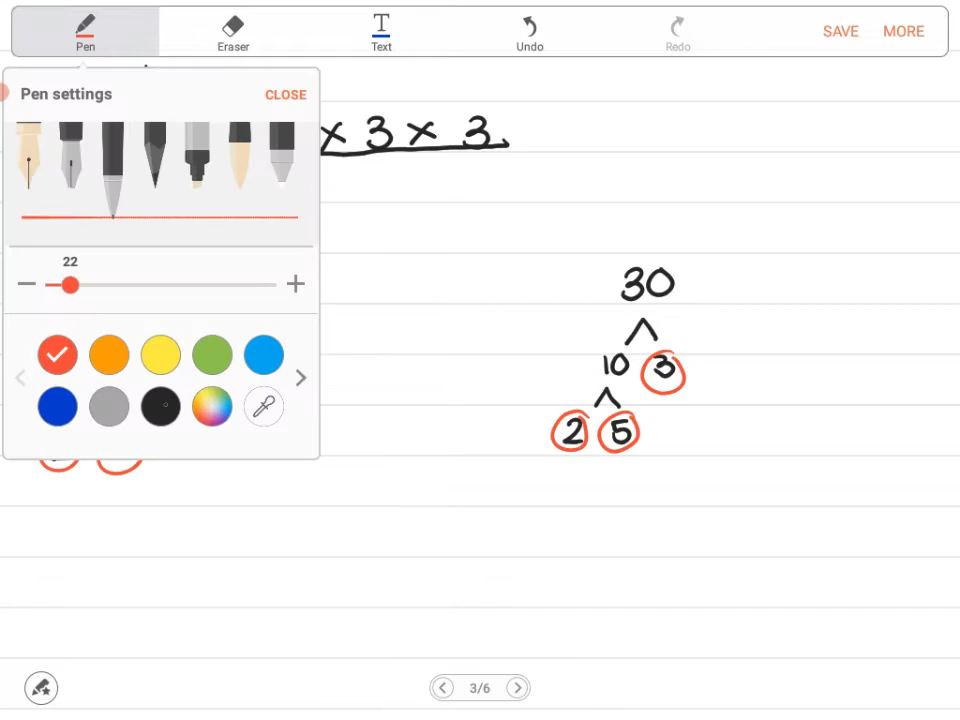 Pen
Eraser
T
Text
Undo
Redo
SAVE
MORE
Pen settings
CLOSE
22
× 3 × 3.
30
10 3
2 5
3/6